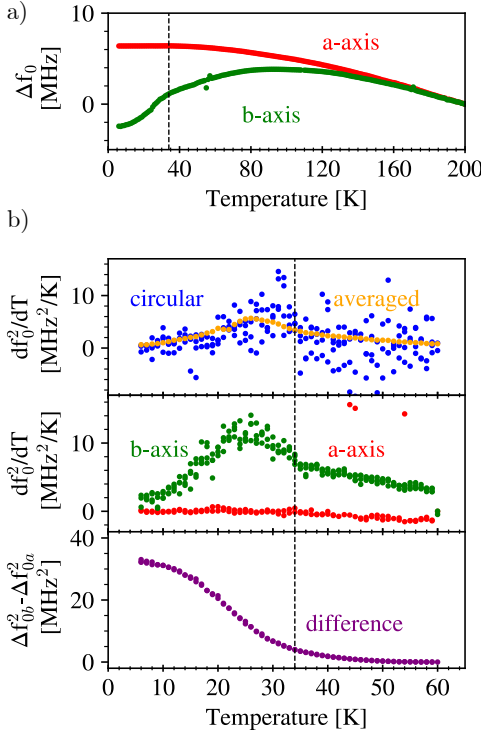 a)
10
0
Δf₀
[MHz]
a-axis
b-axis
0 40 80 120 160 200
Temperature [K]
b)
10
0
df₀²/dT
[MHz²/K]
circular
averaged
10
0
df₀²/dT
[MHz²/K]
b-axis
a-axis
40
20
0
Δf²₀b-Δf²₀a
[MHz²]
difference
0 10 20 30 40 50 60
Temperature [K]